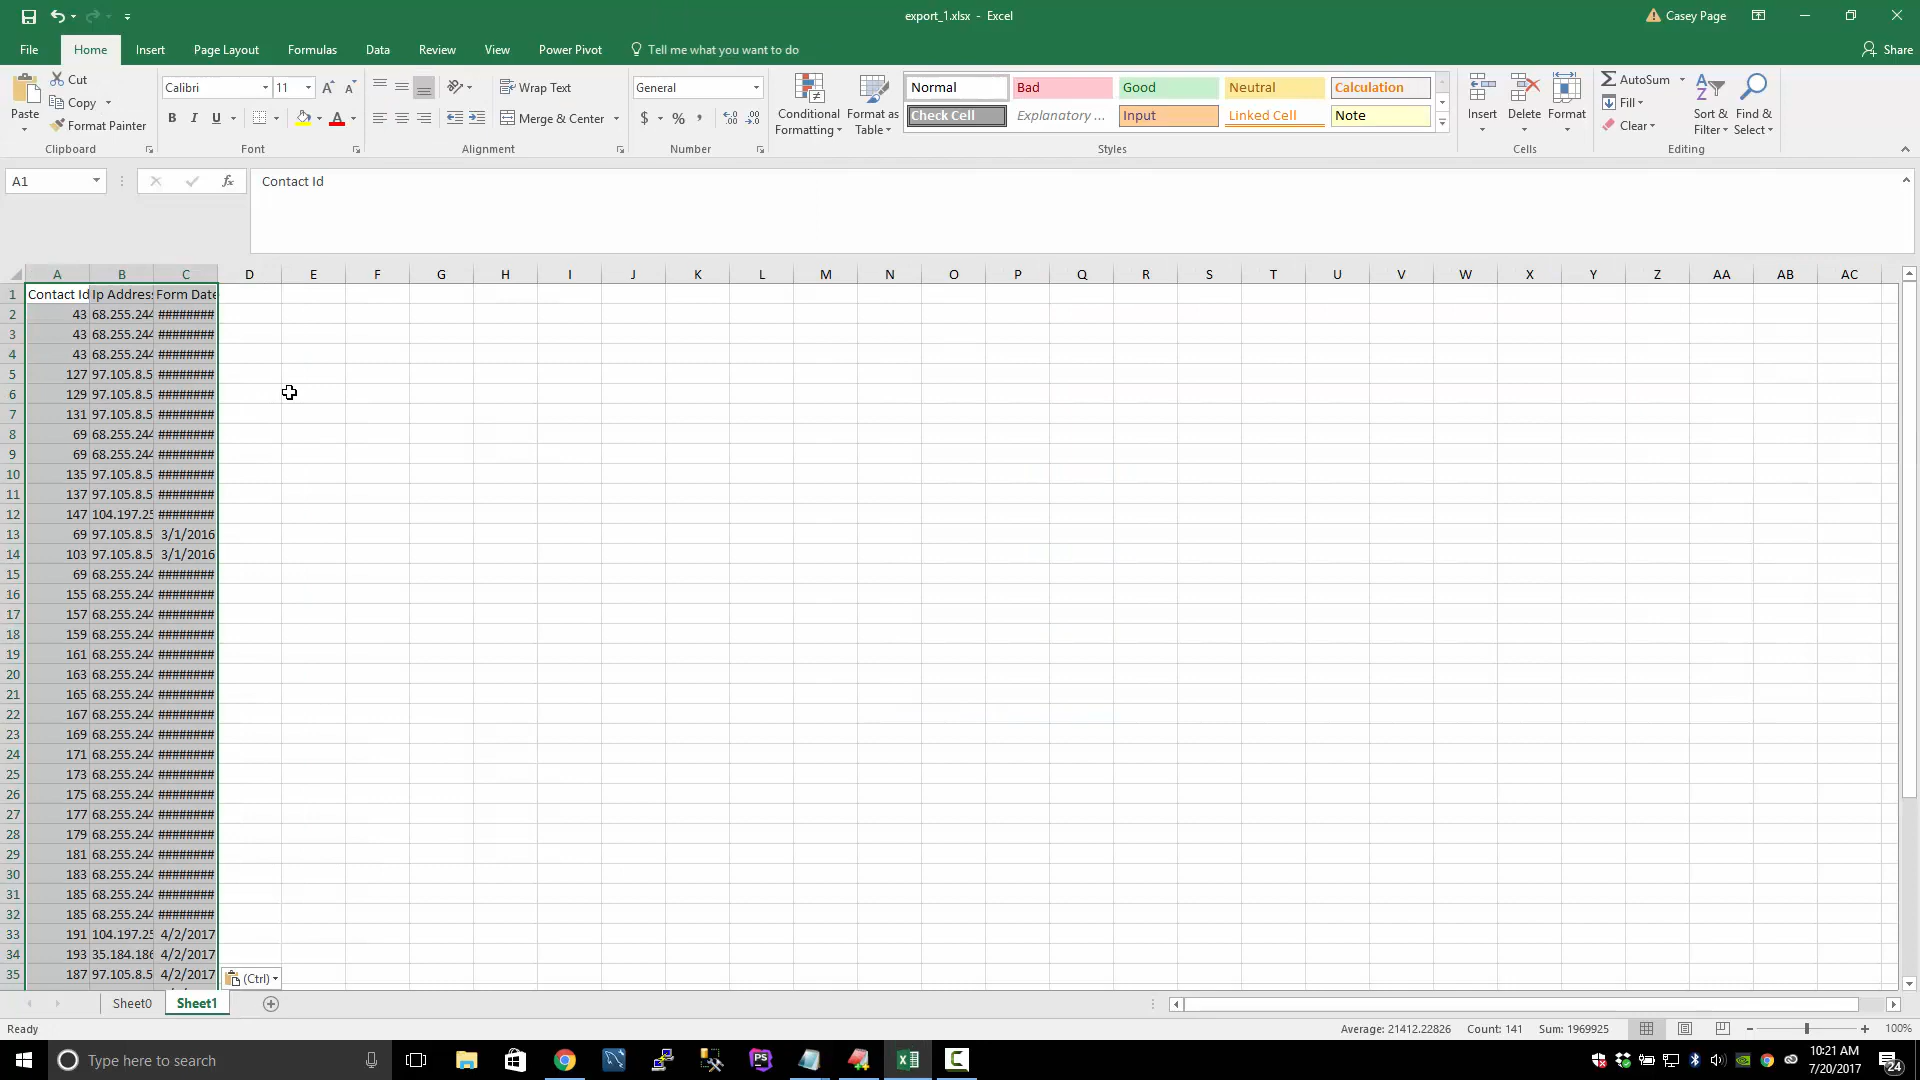 export_1.xlsx - Excel
Casey Page
File Home Insert Page Layout Formulas Data Review View Power Pivot Tell me what you want to do Share
Paste
Cut
Copy
Format Painter
Clipboard
Calibri 11
B I U
Font
Wrap Text
Merge & Center
Alignment
General
$ % ,
Number
Conditional Formatting
Format as Table
Normal Bad Good Neutral Calculation
Check Cell Explanatory ... Input Linked Cell Note
Styles
Insert Delete Format
Cells
AutoSum
Fill
Clear
Sort & Filter
Find & Select
Editing
A1 fx Contact Id
A B C D E F G H I J K L M N O P Q R S T U V W X Y Z AA AB AC
1 Contact Id Ip Address Form Date
2 43 68.255.244 ########
3 43 68.255.244 ########
4 43 68.255.244 ########
5 127 97.105.8.5 ########
6 129 97.105.8.5 ########
7 131 97.105.8.5 ########
8 69 68.255.244 ########
9 69 68.255.244 ########
10 135 97.105.8.5 ########
11 137 97.105.8.5 ########
12 147 104.197.25 ########
13 69 97.105.8.5 3/1/2016
14 103 97.105.8.5 3/1/2016
15 69 68.255.244 ########
16 155 68.255.244 ########
17 157 68.255.244 ########
18 159 68.255.244 ########
19 161 68.255.244 ########
20 163 68.255.244 ########
21 165 68.255.244 ########
22 167 68.255.244 ########
23 169 68.255.244 ########
24 171 68.255.244 ########
25 173 68.255.244 ########
26 175 68.255.244 ########
27 177 68.255.244 ########
28 179 68.255.244 ########
29 181 68.255.244 ########
30 183 68.255.244 ########
31 185 68.255.244 ########
32 185 68.255.244 ########
33 191 104.197.25 4/2/2017
34 193 35.184.186 4/2/2017
35 187 97.105.8.5 4/2/2017
(Ctrl)
Sheet0 Sheet1
Ready Average: 21412.22826 Count: 141 Sum: 1969925 100%
Type here to search
10:21 AM
7/20/2017
24